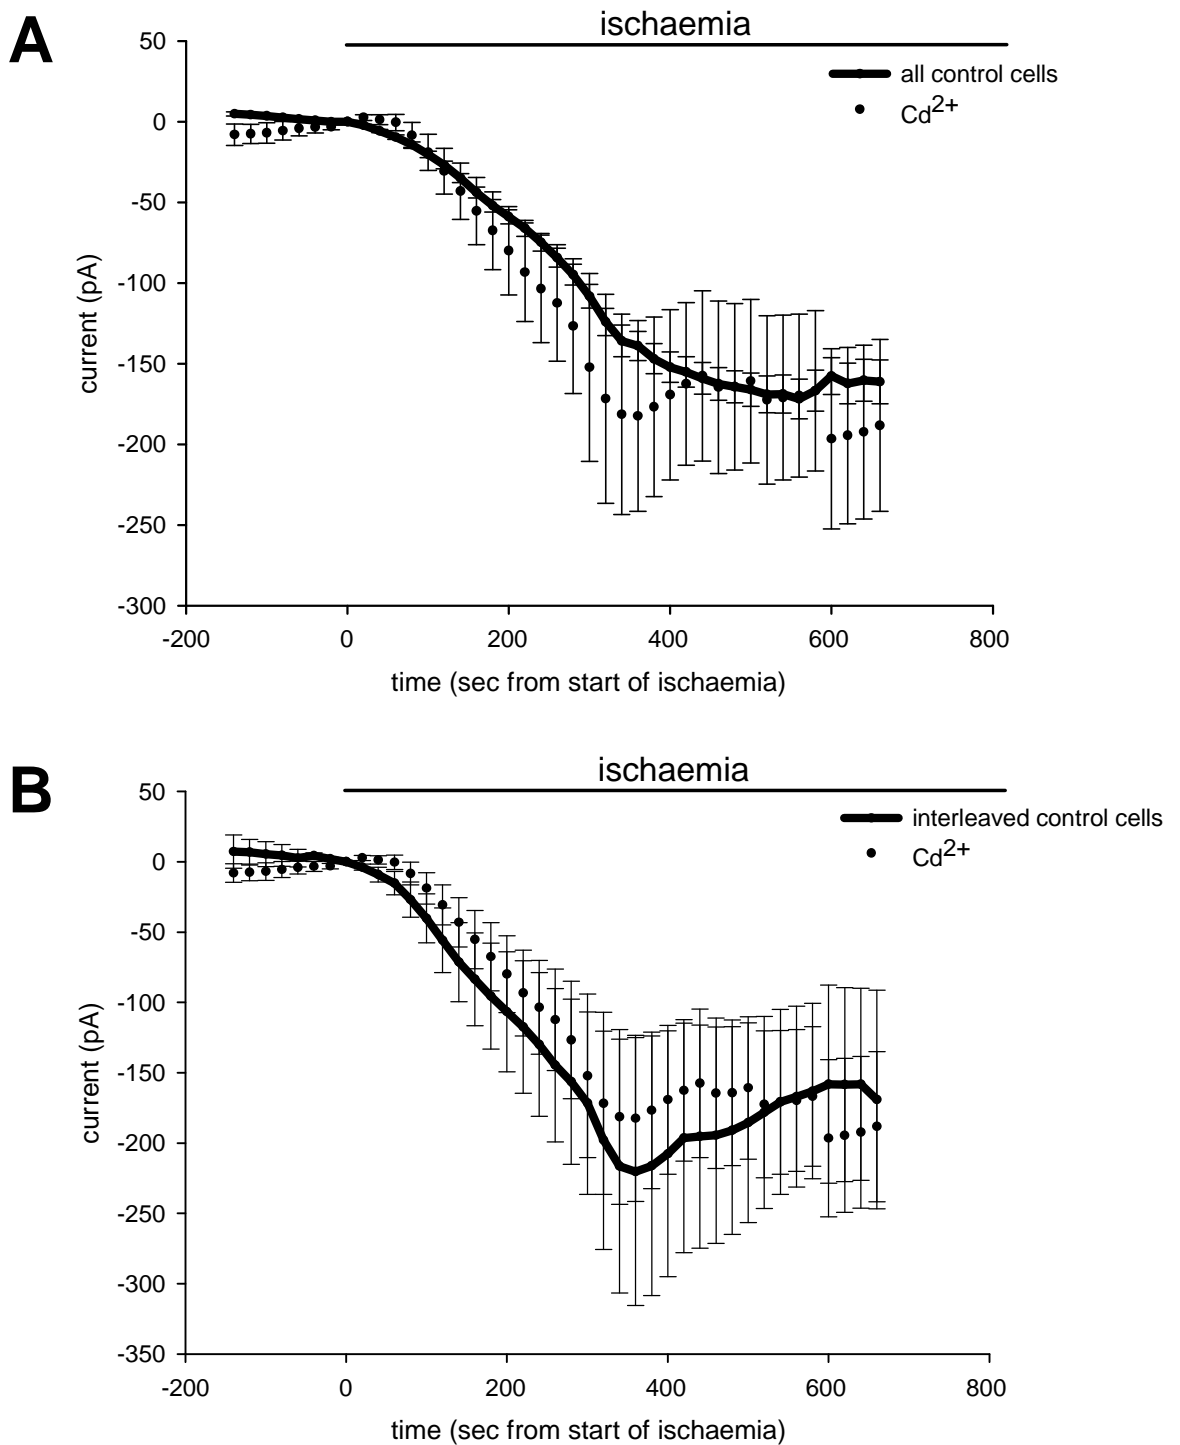 A
ischaemia
50
all control cells
Cd2+
0
-50
-100
-150
-200
-250
-300
current (pA)
-200 0 200 400 600 800
time (sec from start of ischaemia)
B
ischaemia
50
interleaved control cells
Cd2+
0
-50
-100
-150
-200
-250
-300
-350
current (pA)
-200 0 200 400 600 800
time (sec from start of ischaemia)